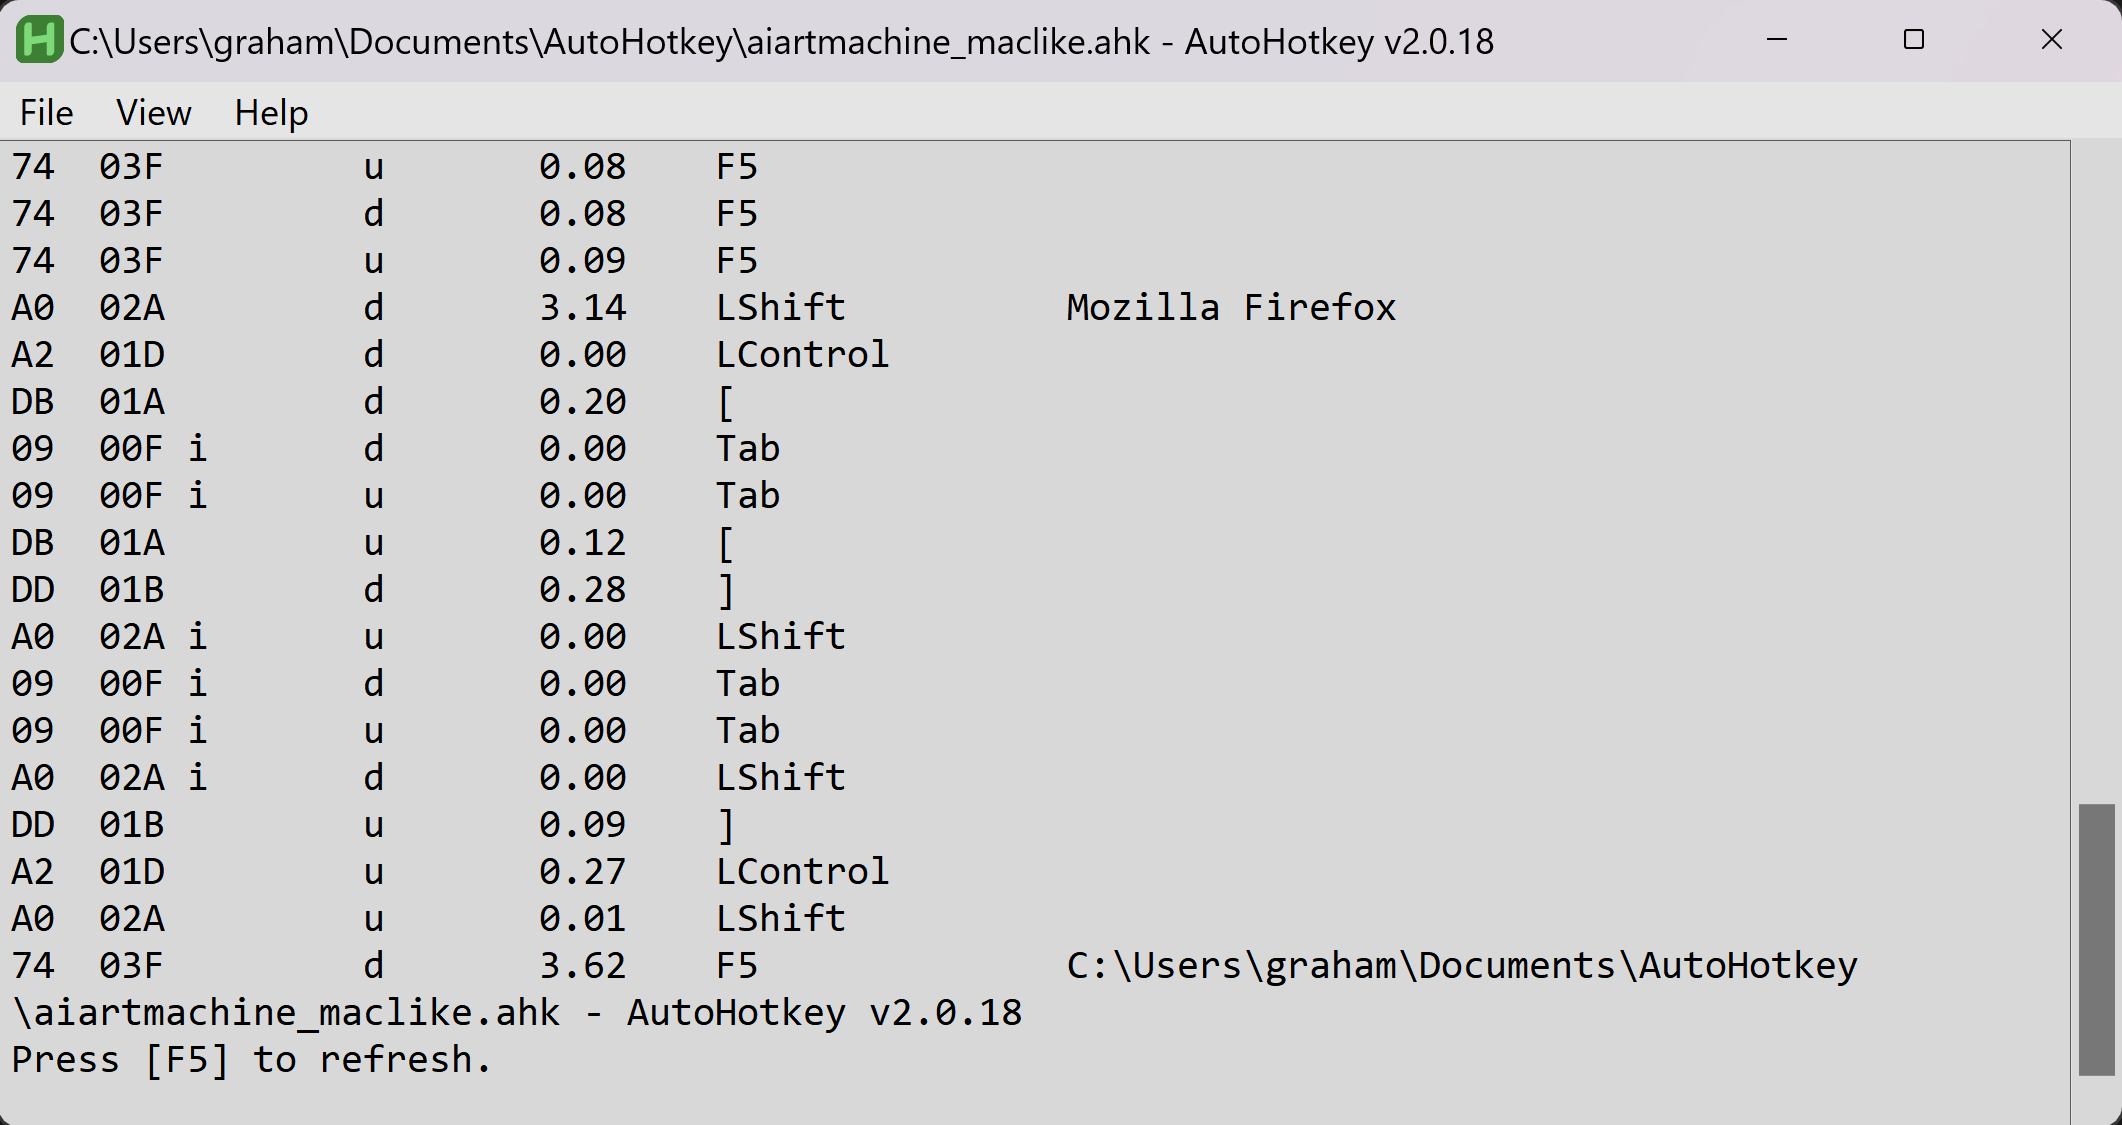 C:\Users\graham\Documents\AutoHotkey\aiartmachine_maclike.ahk - AutoHotkey v2.0.18
File View Help
74 03F u 0.08 F5
74 03F d 0.08 F5
74 03F u 0.09 F5
A0 02A d 3.14 LShift Mozilla Firefox
A2 01D d 0.00 LControl
DB 01A d 0.20 [
09 00F i d 0.00 Tab
09 00F i u 0.00 Tab
DB 01A u 0.12 [
DD 01B d 0.28 ]
A0 02A i u 0.00 LShift
09 00F i d 0.00 Tab
09 00F i u 0.00 Tab
A0 02A i d 0.00 LShift
DD 01B u 0.09 ]
A2 01D u 0.27 LControl
A0 02A u 0.01 LShift
74 03F d 3.62 F5 C:\Users\graham\Documents\AutoHotkey
\aiartmachine_maclike.ahk - AutoHotkey v2.0.18
Press [F5] to refresh.